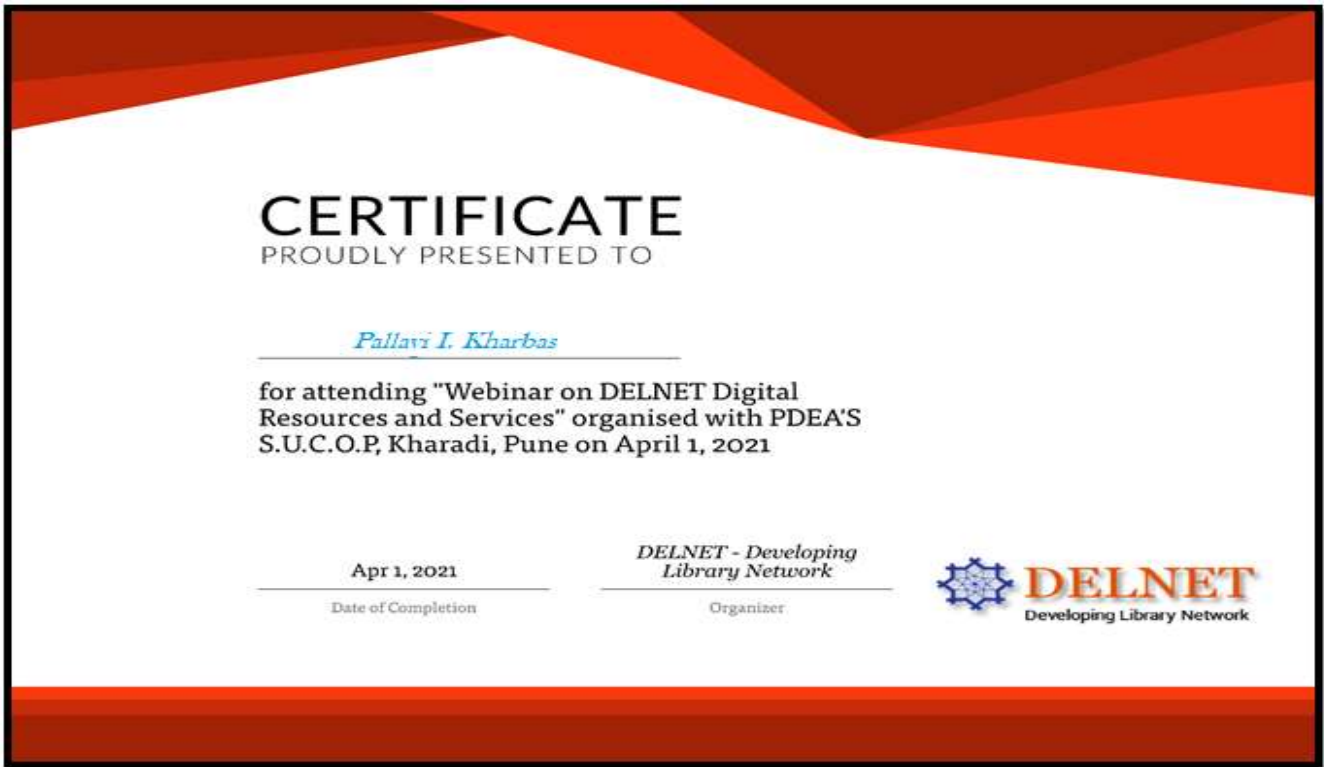 CERTIFICATE
PROUDLY PRESENTED TO
Pallavi I. Kharbas
for attending "Webinar on DELNET Digital
Resources and Services" organised with PDEA'S
S.U.C.O.P, Kharadi, Pune on April 1, 2021
Apr 1, 2021
Date of Completion
DELNET - Developing
Library Network
Organizer
DELNET
Developing Library Network